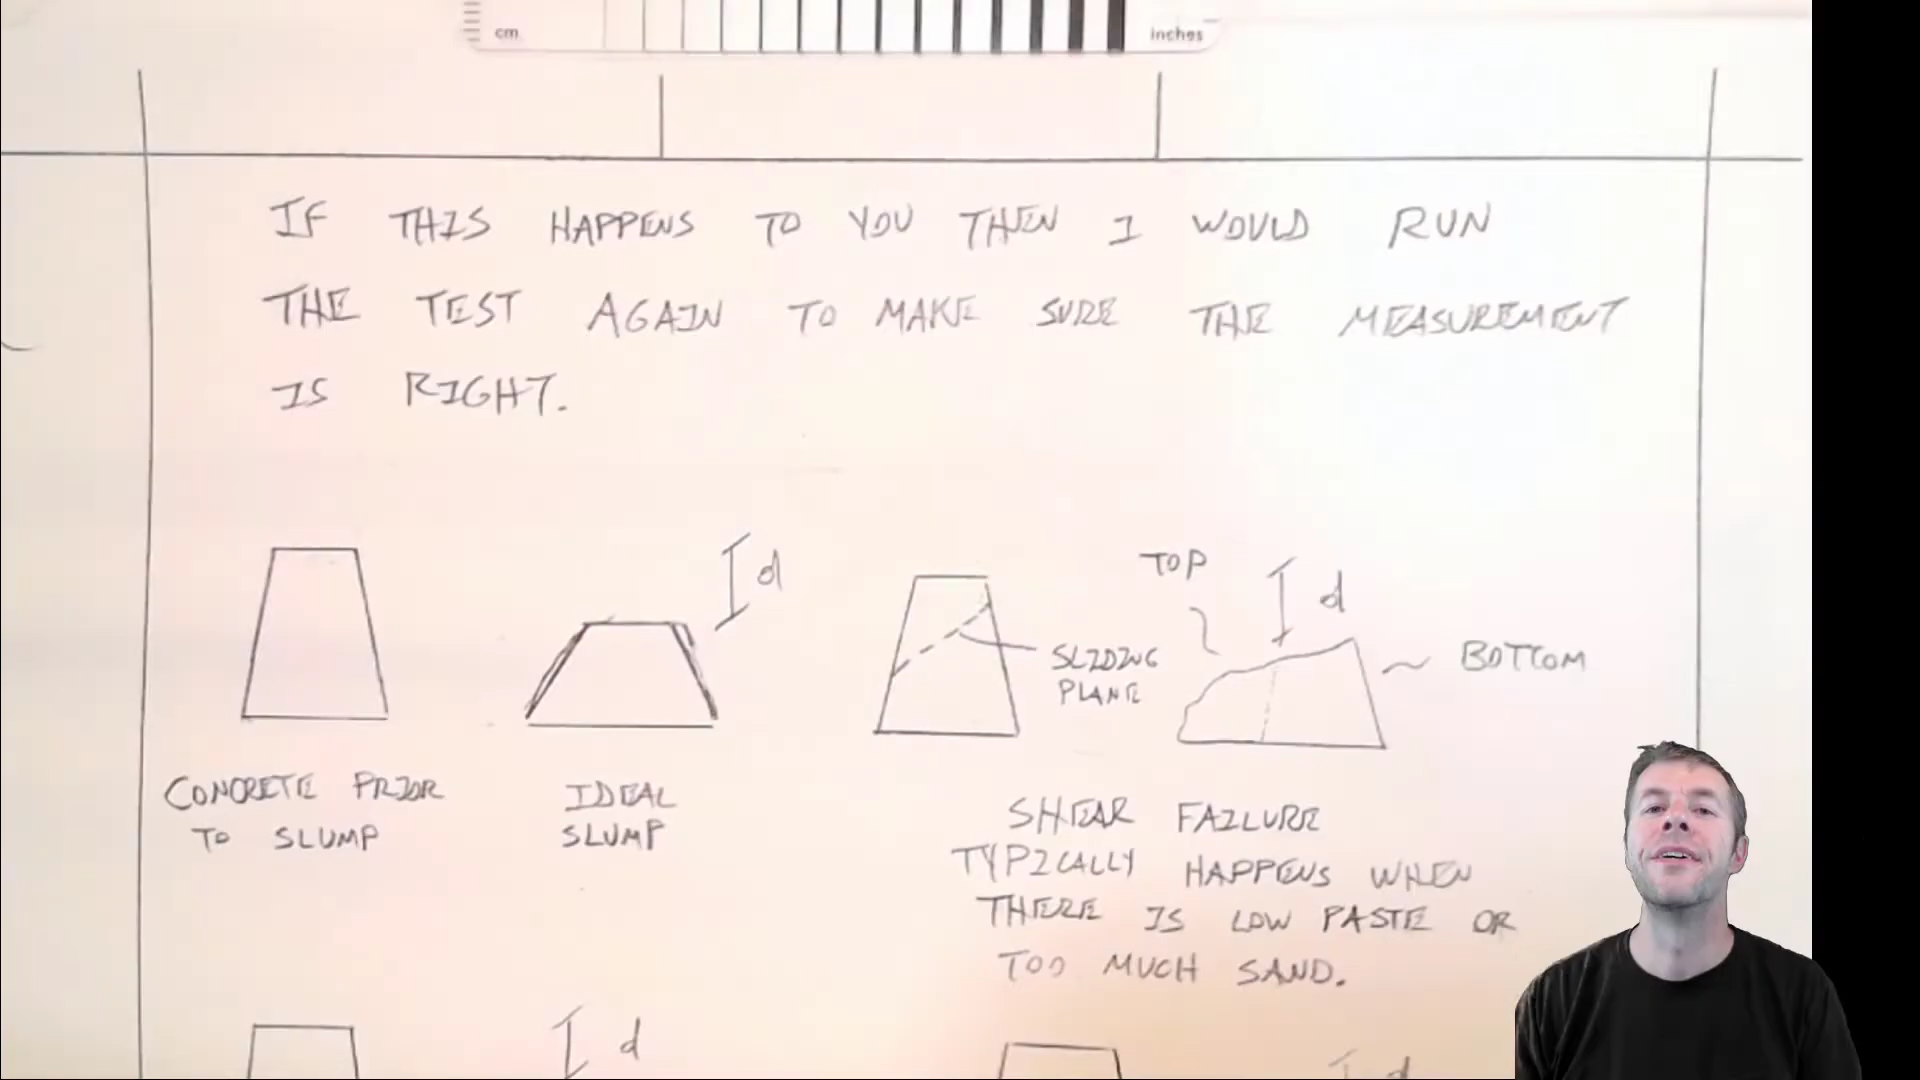 cm
inches
IF THIS HAPPENS TO YOU THEN I WOULD RUN
THE TEST AGAIN TO MAKE SURE THE MEASUREMENT
IS RIGHT.
d
TOP
d
SLIDING
PLANE
BOTTOM
CONCRETE PRIOR
TO SLUMP
IDEAL
SLUMP
SHEAR FAILURE
TYPICALLY HAPPENS WHEN
THERE IS LOW PASTE OR
TOO MUCH SAND.
d
d